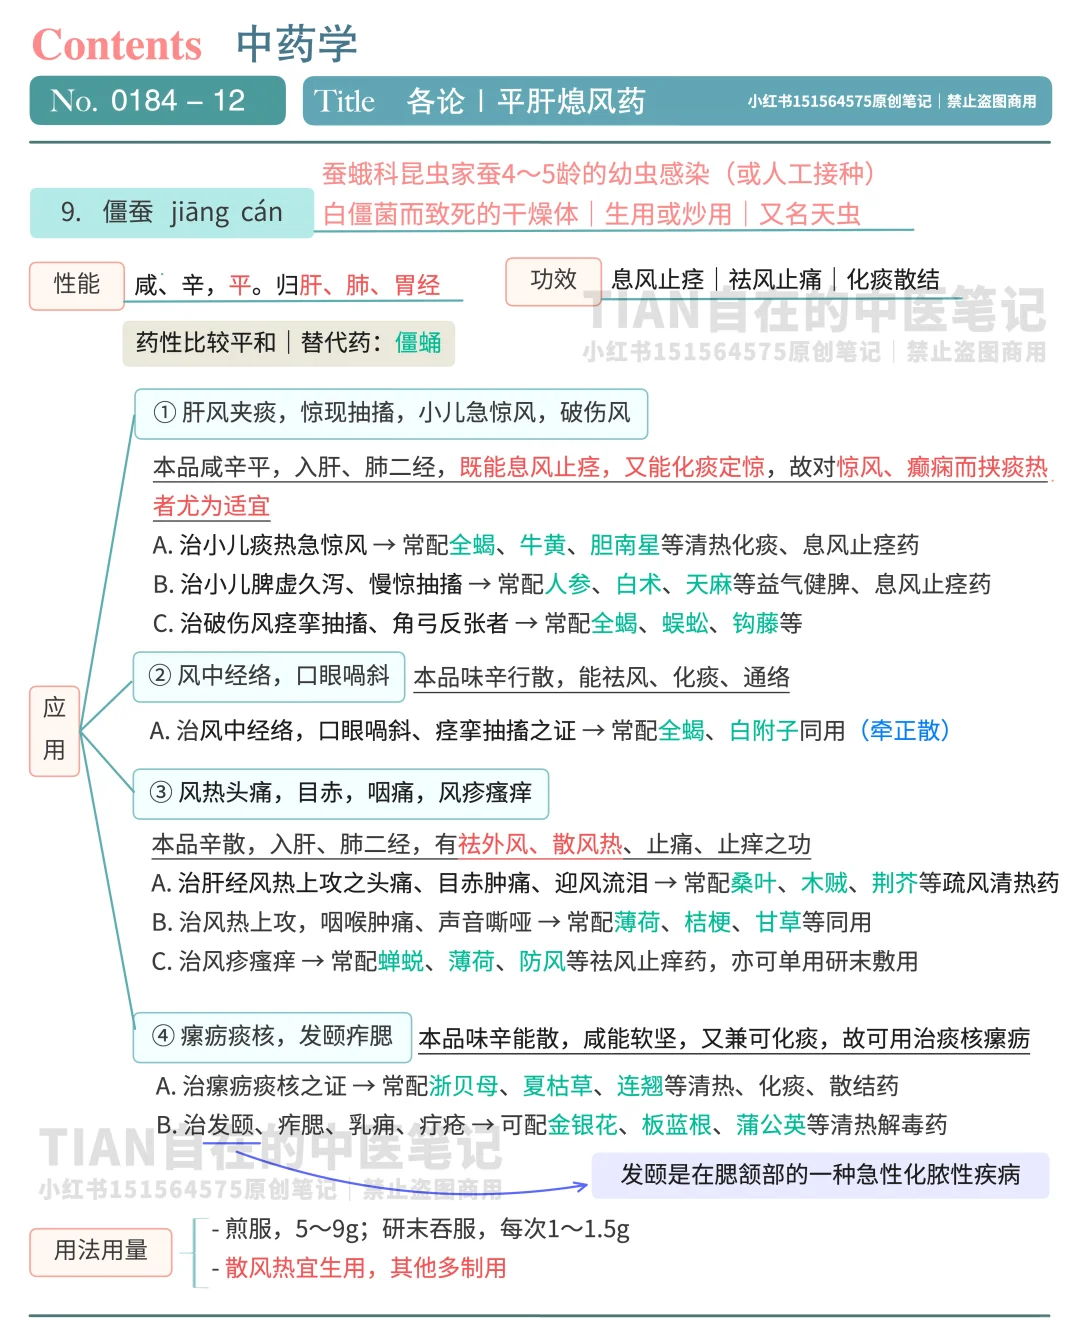 Contents 中药学
No. 0184 – 12
Title 各论｜平肝熄风药 小红书151564575原创笔记｜禁止盗图商用
蚕蛾科昆虫家蚕4～5龄的幼虫感染（或人工接种）
9. 僵蚕 jiāng cán
白僵菌而致死的干燥体｜生用或炒用｜又名天虫
性能 咸、辛，平。归肝、肺、胃经
功效 息风止痉｜祛风止痛｜化痰散结
TIAN自在的中医笔记
药性比较平和｜替代药：僵蛹
小红书151564575原创笔记｜禁止盗图商用
① 肝风夹痰，惊现抽搐，小儿急惊风，破伤风
本品咸辛平，入肝、肺二经，既能息风止痉，又能化痰定惊，故对惊风、癫痫而挟痰热
者尤为适宜
A. 治小儿痰热急惊风→常配全蝎、牛黄、胆南星等清热化痰、息风止痉药
B. 治小儿脾虚久泻、慢惊抽搐→常配人参、白术、天麻等益气健脾、息风止痉药
C. 治破伤风痉挛抽搐、角弓反张者→常配全蝎、蜈蚣、钩藤等
应用
② 风中经络，口眼喎斜 本品味辛行散，能祛风、化痰、通络
A. 治风中经络，口眼喎斜、痉挛抽搐之证→常配全蝎、白附子同用（牵正散）
③ 风热头痛，目赤，咽痛，风疹瘙痒
本品辛散，入肝、肺二经，有祛外风、散风热、止痛、止痒之功
A. 治肝经风热上攻之头痛、目赤肿痛、迎风流泪→常配桑叶、木贼、荆芥等疏风清热药
B. 治风热上攻，咽喉肿痛、声音嘶哑→常配薄荷、桔梗、甘草等同用
C. 治风疹瘙痒→常配蝉蜕、薄荷、防风等祛风止痒药，亦可单用研末敷用
④ 瘰疬痰核，发颐痄腮 本品味辛能散，咸能软坚，又兼可化痰，故可用治痰核瘰疬
A. 治瘰疬痰核之证→常配浙贝母、夏枯草、连翘等清热、化痰、散结药
B. 治发颐、痄腮、乳痈、疔疮→可配金银花、板蓝根、蒲公英等清热解毒药
TIAN自在的中医笔记
发颐是在腮颌部的一种急性化脓性疾病
小红书151564575原创笔记｜禁止盗图商用
用法用量
- 煎服，5～9g；研末吞服，每次1～1.5g
- 散风热宜生用，其他多制用